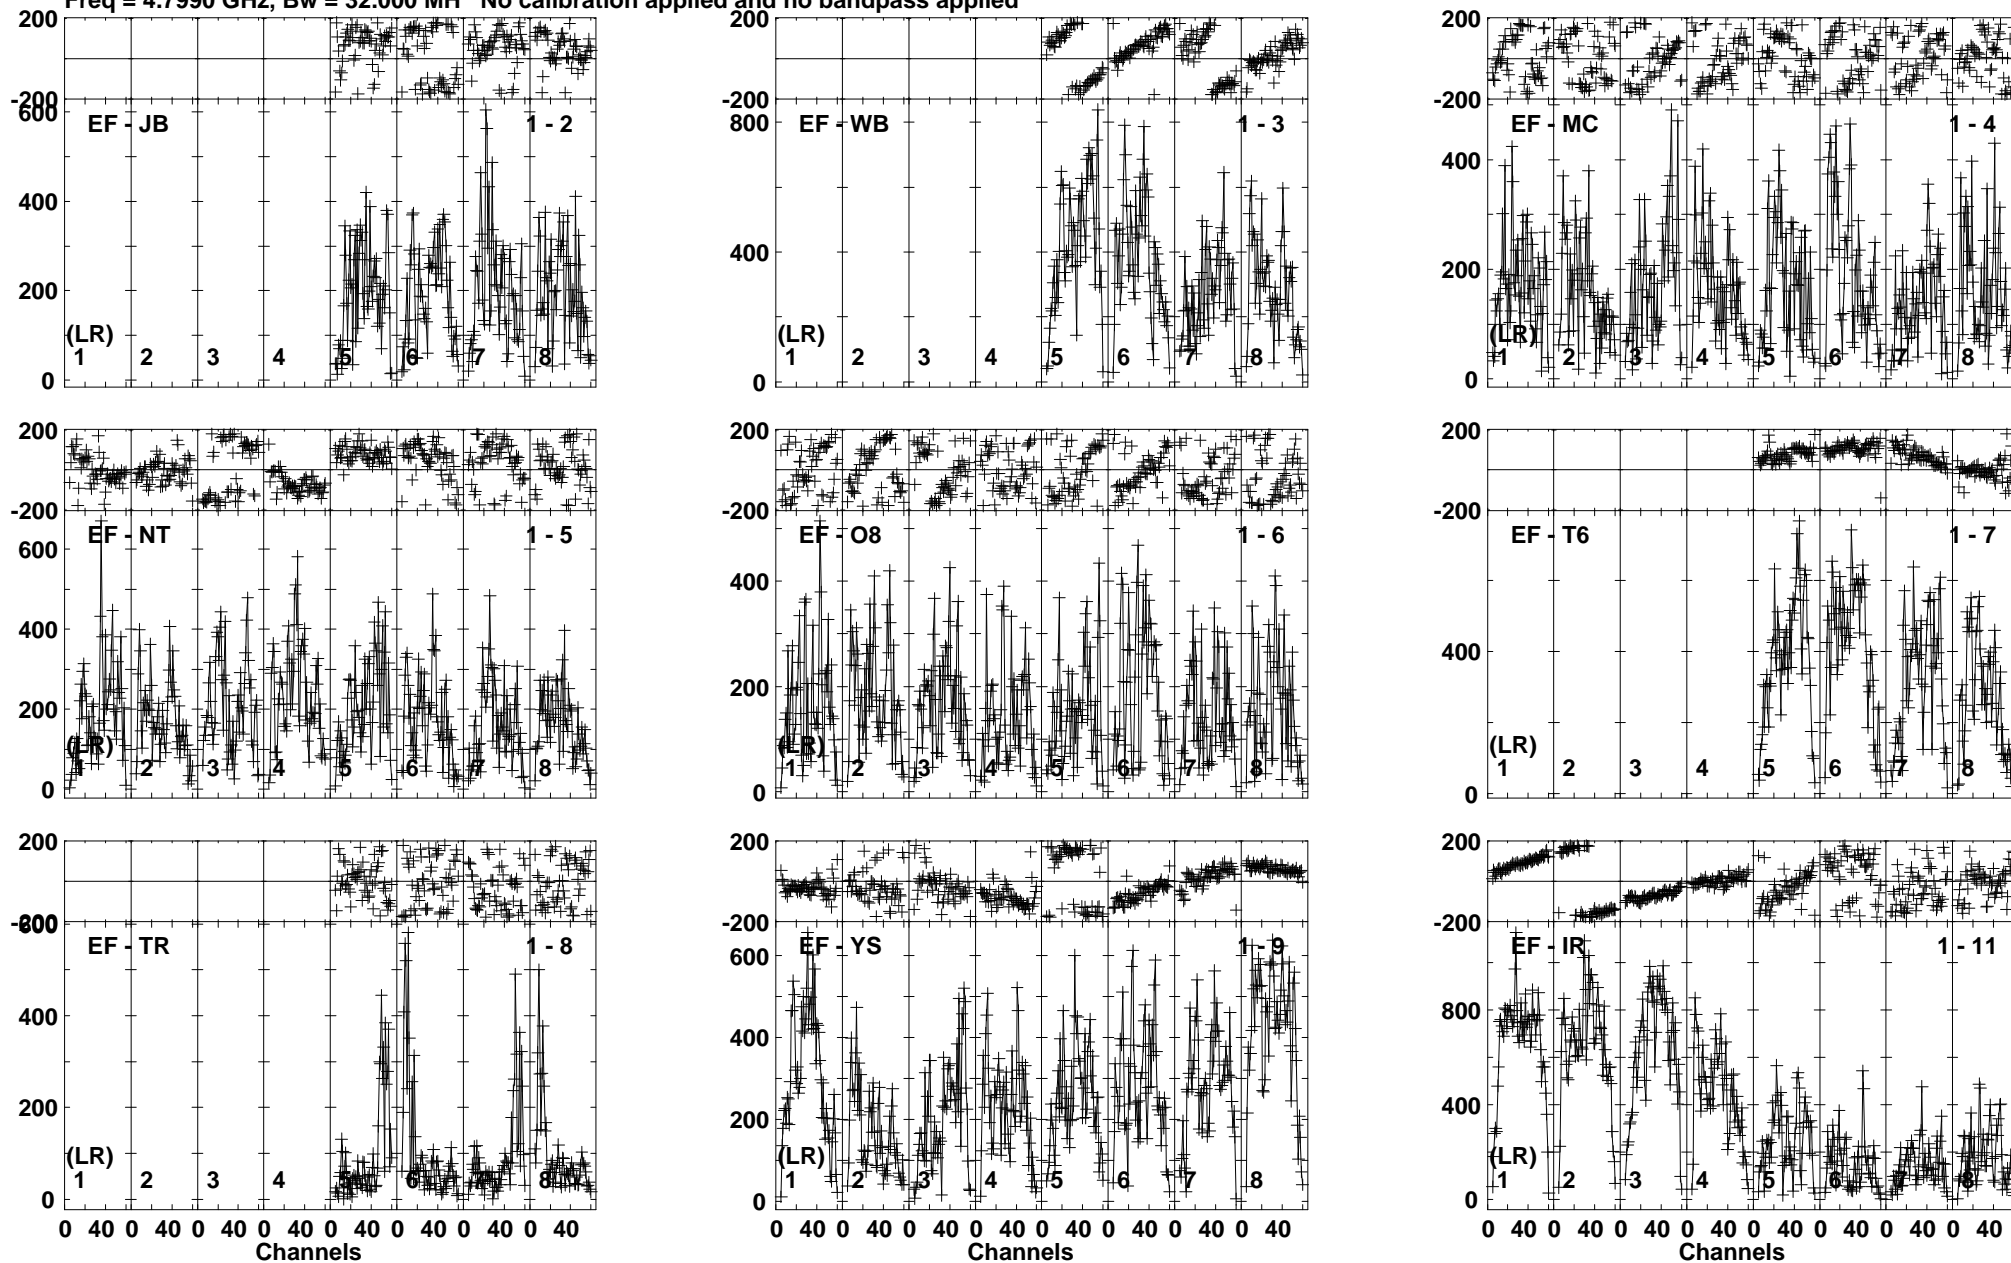 Freq = 4.7990 GHz, Bw = 32.000 MH No calibration applied and no bandpass applied
200 200 200
-200 -200 -200
600 EF - JB 1 - 2
800 EF - WB 1 - 3
EF - MC 1 - 4
400 400 400
200 200
(LR) (LR) (LR)
1 2 3 4 5 6 7 8
1 2 3 4 5 6 7 8
1 2 3 4 5 6 7 8
0 0 0
200 200 200
-200 -200 -200
EF - NT 1 - 5
EF - O8 1 - 6
EF - T6 1 - 7
600
400 400 400
200 200
(LR) (LR) (LR)
1 2 3 4 5 6 7 8
1 2 3 4 5 6 7 8
1 2 3 4 5 6 7 8
0 0 0
200 200 200
-200 -200 -200
600 EF - TR 1 - 8
600 EF - YS 1 - 9
EF - IR 1 - 11
800
400 400 400
200 200
(LR) (LR) (LR)
1 2 3 4 5 6 7 8
1 2 3 4 5 6 7 8
1 2 3 4 5 6 7 8
0 0 0
0 40 0 40 0 40 0 40 0 40 0 40 0 40 0 40
0 40 0 40 0 40 0 40 0 40 0 40 0 40 0 40
0 40 0 40 0 40 0 40 0 40 0 40 0 40 0 40
Channels Channels Channels